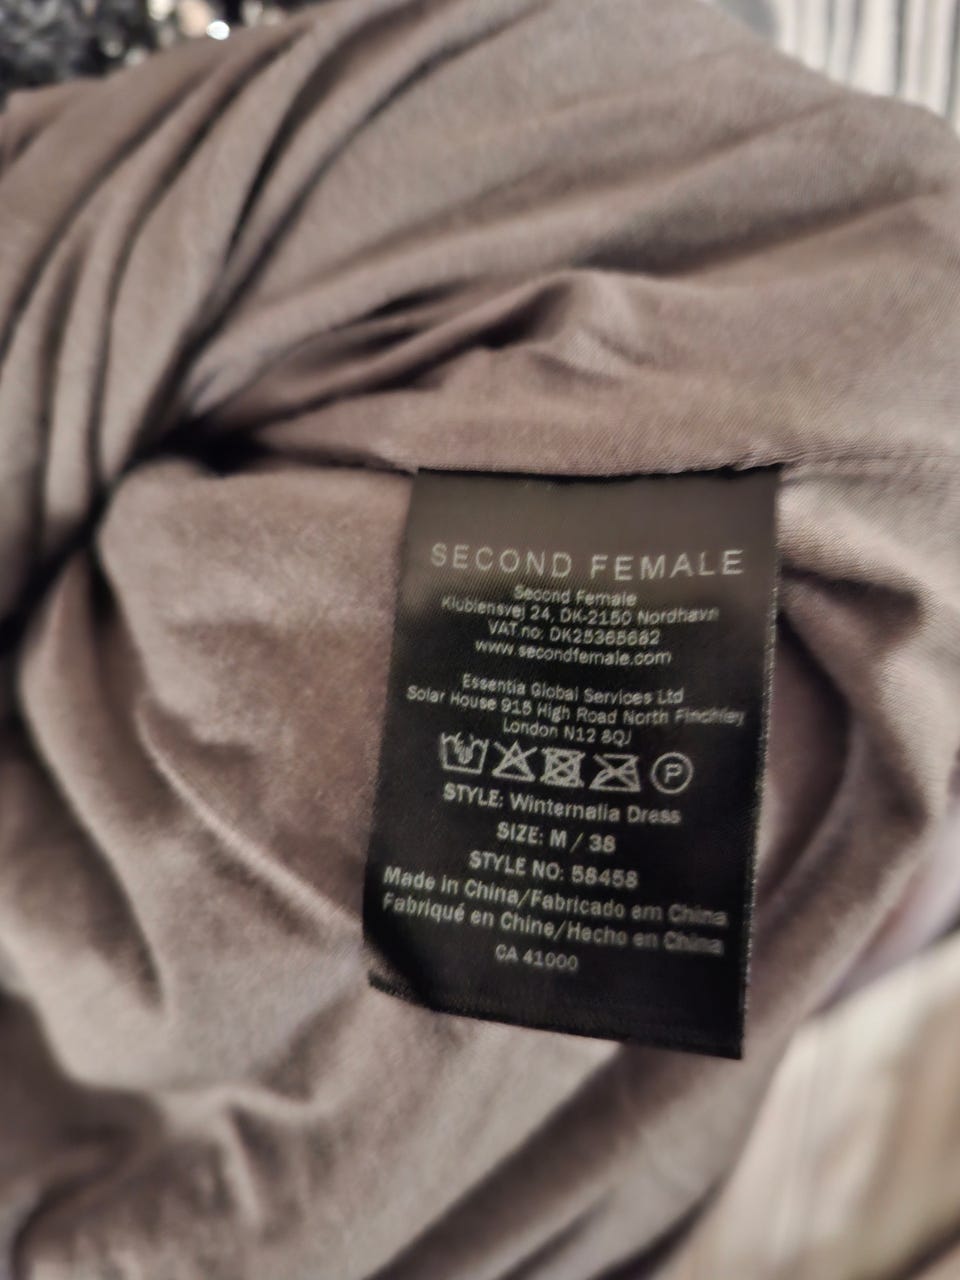 SECOND FEMALE
Second Female
Klubiensvej 24, DK-2150 Nordhavn
VAT.no: DK25365682
www.secondfemale.com
Essentia Global Services Ltd
Solar House 915 High Road North Finchley
London N12 8QJ
P
STYLE: Winternalia Dress
SIZE: M / 38
STYLE NO: 58458
Made in China/Fabricado em China
Fabriqué en Chine/Hecho en China
CA 41000